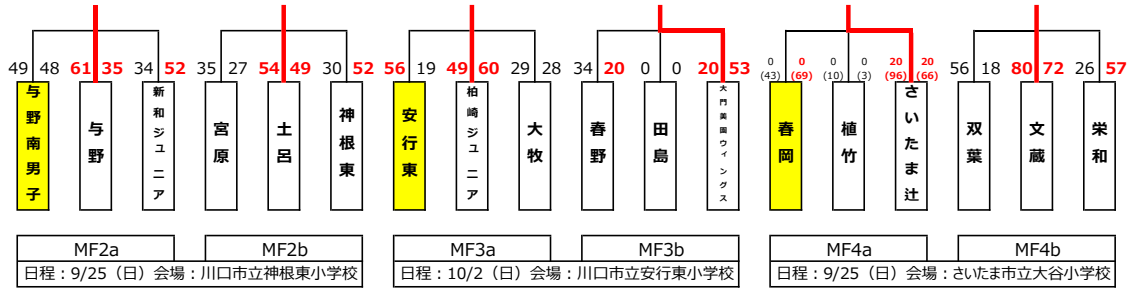 49 48 61 35 34 52 35 27 54 49 30 52 56 19 49 60 29 28 34 20 0 0 20 53 0 0 0 0 20 20 56 18 80 72 26 57
(43) (69) (10) (3) (96) (66)
与野南男子
与野
新和ジュニア
宮原
土呂
神根東
安行東
柏崎ジュニア
大牧
春野
田島
大門美園ウィングス
春岡
植竹
さいたま辻
双葉
文蔵
栄和
MF2a MF2b MF3a MF3b MF4a MF4b
日程：9/25（日）会場：川口市立神根東小学校 日程：10/2（日）会場：川口市立安行東小学校 日程：9/25（日）会場：さいたま市立大谷小学校